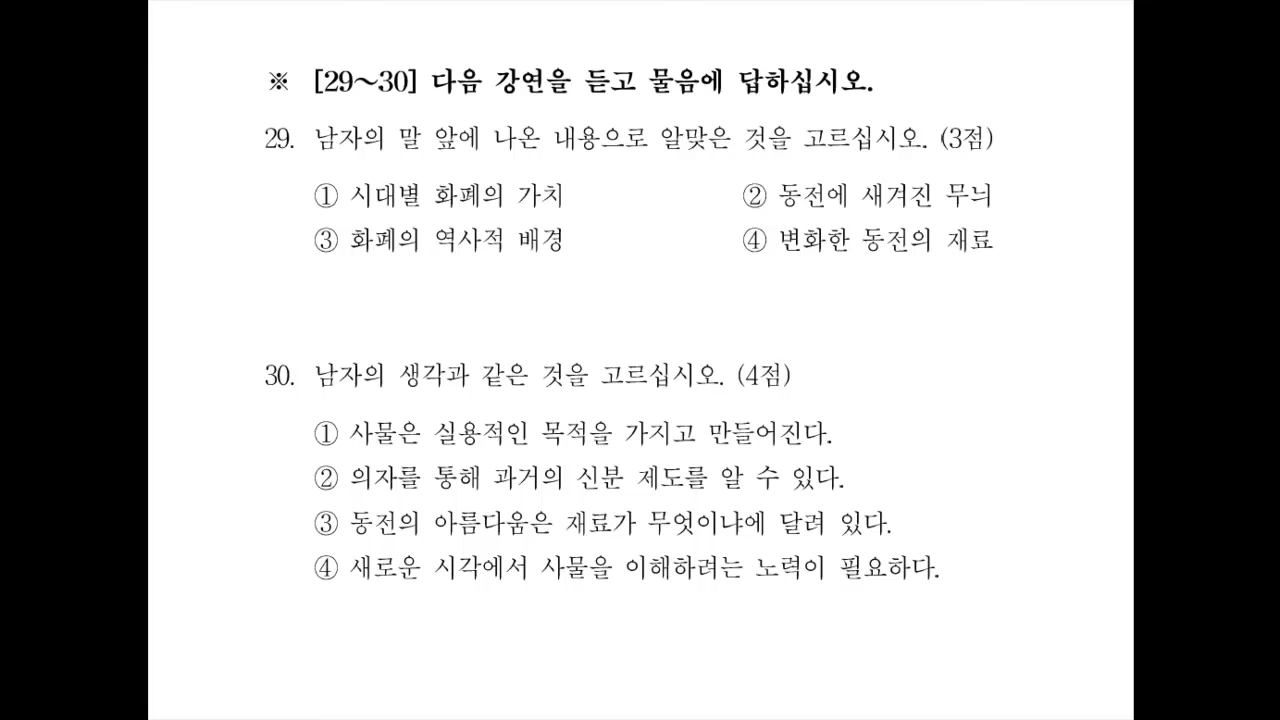 ※ [29～30] 다음 강연을 듣고 물음에 답하십시오.
29. 남자의 말 앞에 나온 내용으로 알맞은 것을 고르십시오. (3점)
① 시대별 화폐의 가치 ② 동전에 새겨진 무늬
③ 화폐의 역사적 배경 ④ 변화한 동전의 재료
30. 남자의 생각과 같은 것을 고르십시오. (4점)
① 사물은 실용적인 목적을 가지고 만들어진다.
② 의자를 통해 과거의 신분 제도를 알 수 있다.
③ 동전의 아름다움은 재료가 무엇이냐에 달려 있다.
④ 새로운 시각에서 사물을 이해하려는 노력이 필요하다.